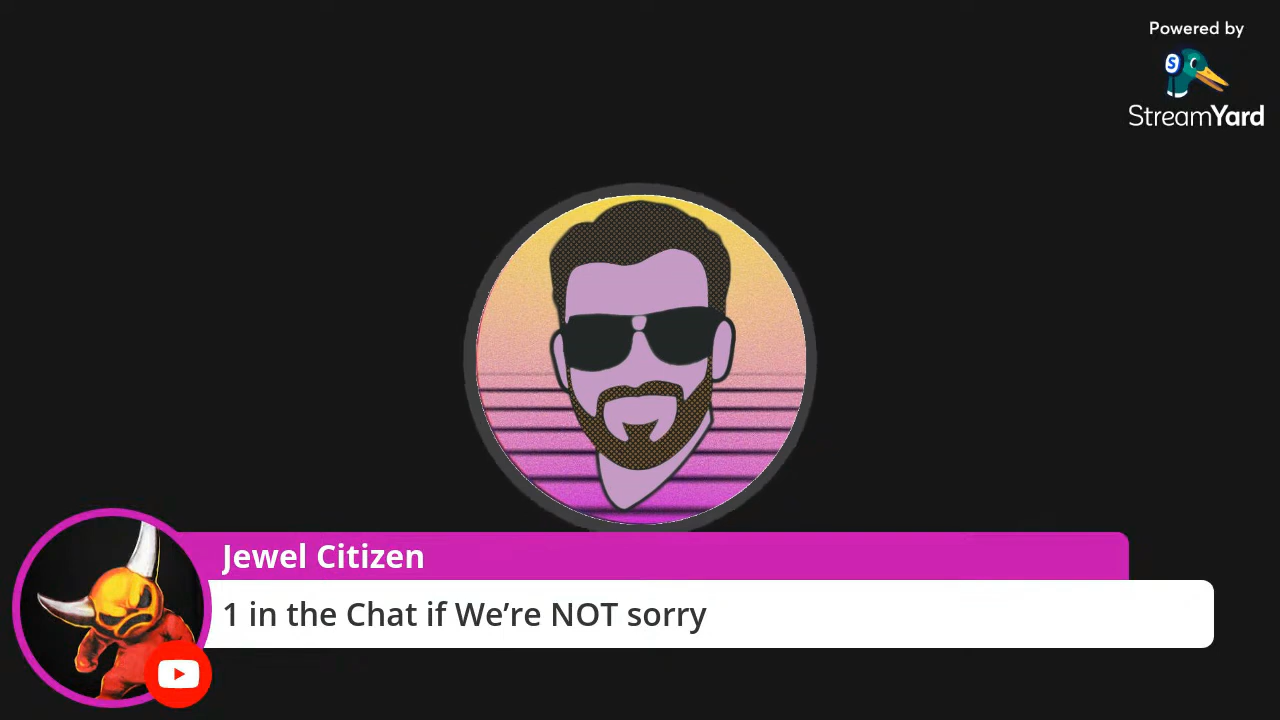 Powered by
S
StreamYard
Jewel Citizen
1 in the Chat if We’re NOT sorry